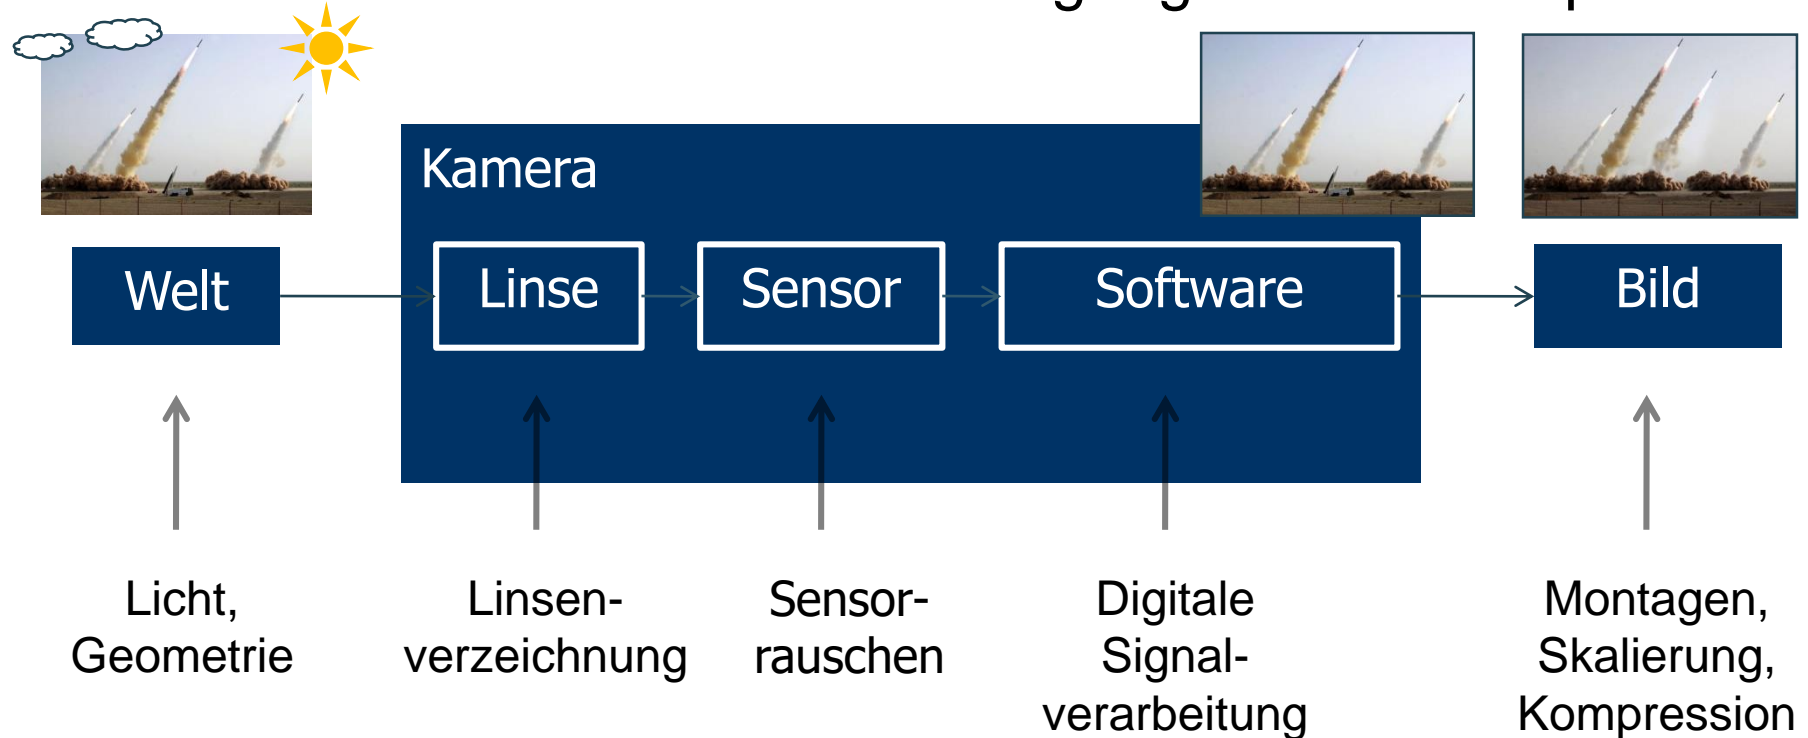 Kamera
Welt
Linse
Sensor
Software
Bild
Licht,
Geometrie
Linsen-
verzeichnung
Sensor-
rauschen
Digitale
Signal-
verarbeitung
Montagen,
Skalierung,
Kompression